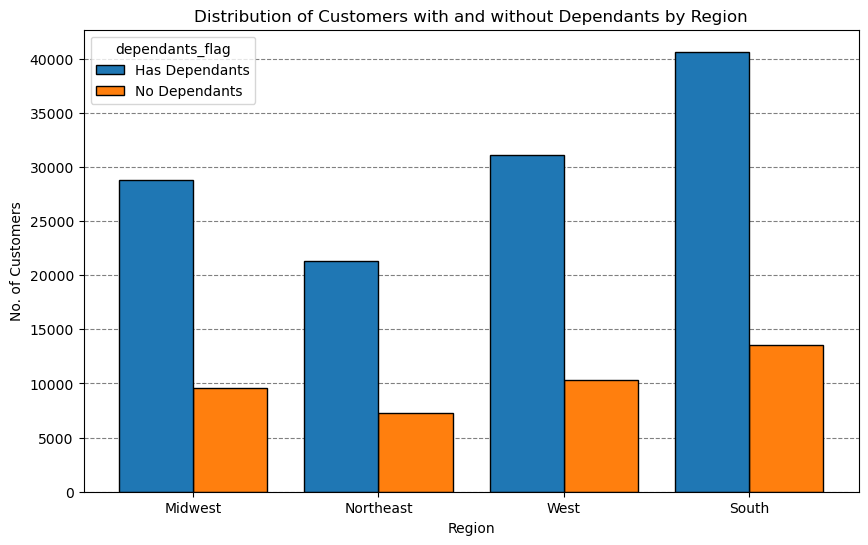 Distribution of Customers with and without Dependants by Region
dependants_flag
Has Dependants
No Dependants
40000
35000
30000
25000
20000
15000
10000
5000
0
No. of Customers
Midwest
Northeast
West
South
Region